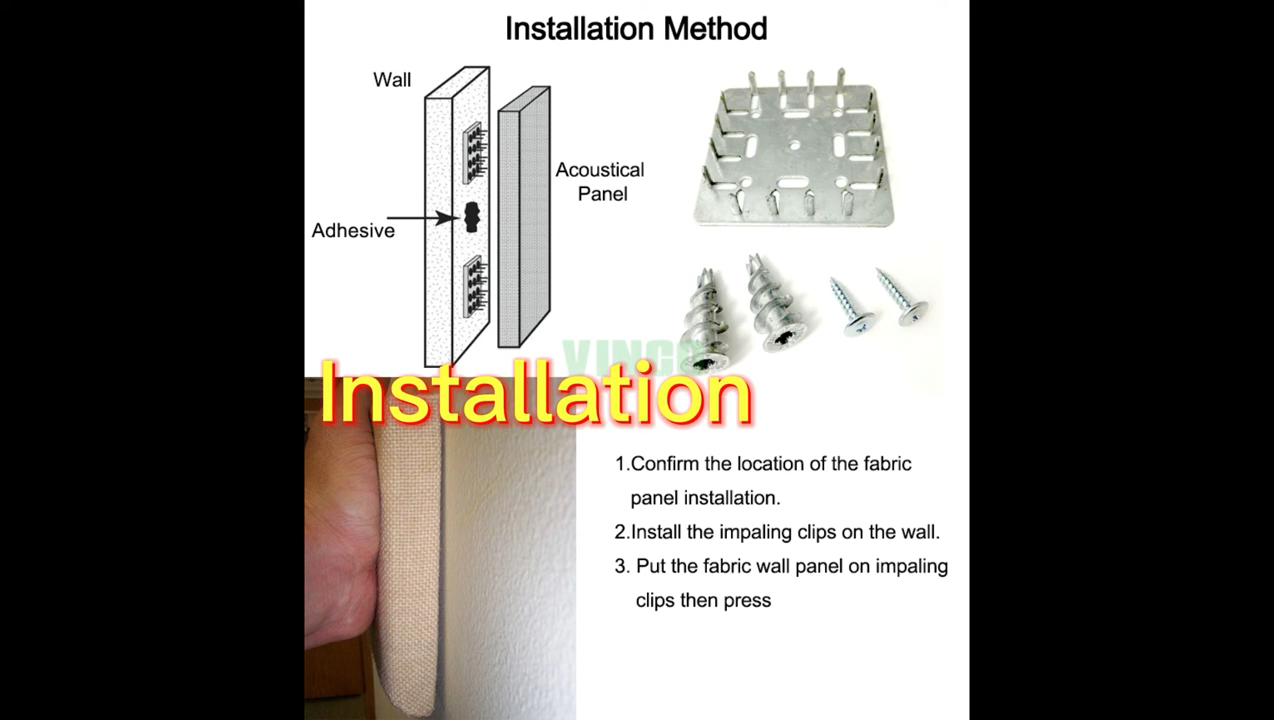 Installation Method
Wall
Acoustical
Panel
Adhesive
VINCO
Installation
1.Confirm the location of the fabric
panel installation.
2.Install the impaling clips on the wall.
3. Put the fabric wall panel on impaling
clips then press